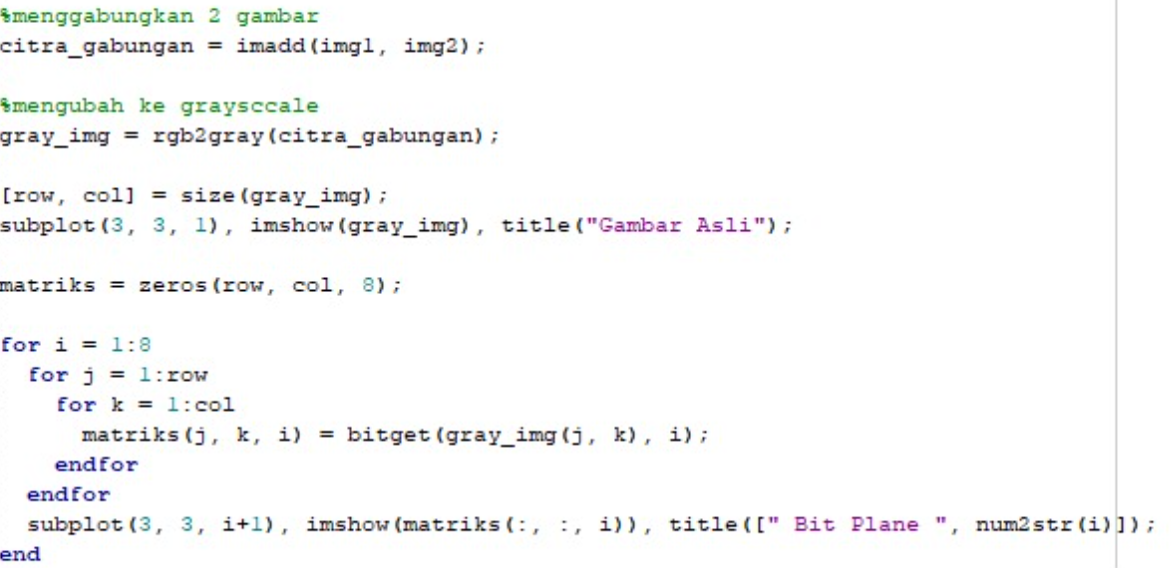 %menggabungkan 2 gambar
citra_gabungan = imadd(img1, img2);
%mengubah ke graysccale
gray_img = rgb2gray(citra_gabungan);
[row, col] = size(gray_img);
subplot(3, 3, 1), imshow(gray_img), title("Gambar Asli");
matriks = zeros(row, col, 8);
for i = 1:8
  for j = 1:row
    for k = 1:col
      matriks(j, k, i) = bitget(gray_img(j, k), i);
    endfor
  endfor
  subplot(3, 3, i+1), imshow(matriks(:, :, i)), title([" Bit Plane ", num2str(i)]);
end